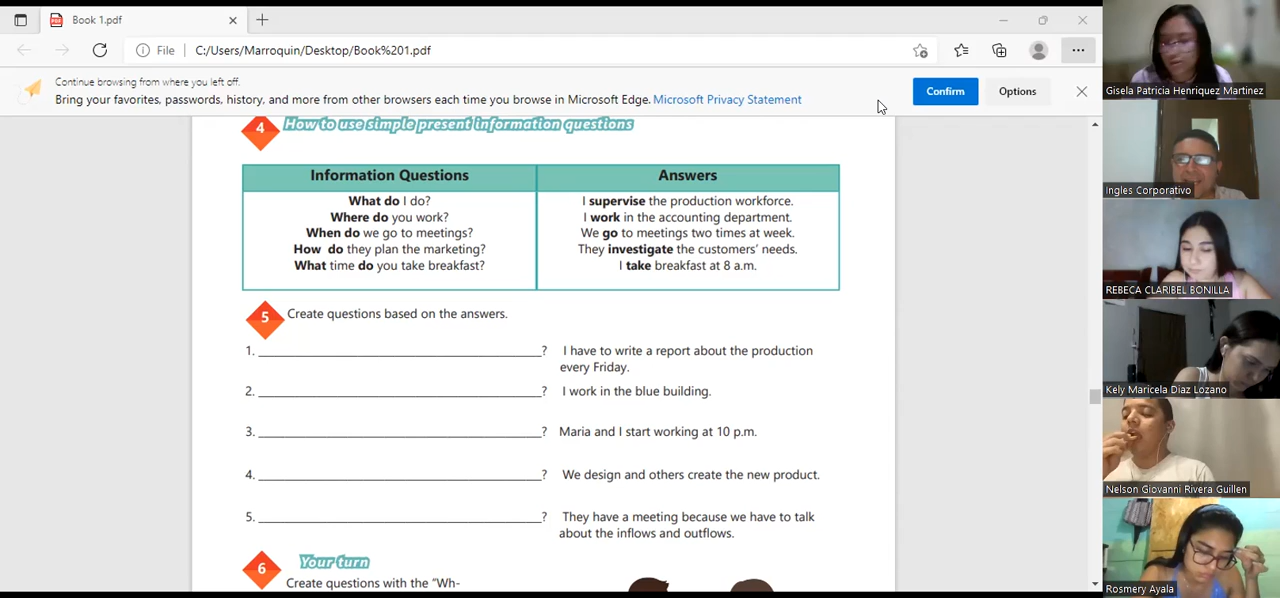 Book 1.pdf
File C:/Users/Marroquin/Desktop/Book%201.pdf
Continue browsing from where you left off.
Bring your favorites, passwords, history, and more from other browsers each time you browse in Microsoft Edge. Microsoft Privacy Statement
Confirm
Options
4 How to use simple present information questions
Information Questions
What do I do?
Where do you work?
When do we go to meetings?
How do they plan the marketing?
What time do you take breakfast?
Answers
I supervise the production workforce.
I work in the accounting department.
We go to meetings two times at week.
They investigate the customers' needs.
I take breakfast at 8 a.m.
5 Create questions based on the answers.
1. ________________________________? I have to write a report about the production
every Friday.
2. ________________________________? I work in the blue building.
3. ________________________________? Maria and I start working at 10 p.m.
4. ________________________________? We design and others create the new product.
5. ________________________________? They have a meeting because we have to talk
about the inflows and outflows.
6 Your turn
Create questions with the "Wh-
Gisela Patricia Henriquez Martinez
Ingles Corporativo
REBECA CLARIBEL BONILLA
Kely Maricela Diaz Lozano
Nelson Giovanni Rivera Guillen
Rosmery Ayala